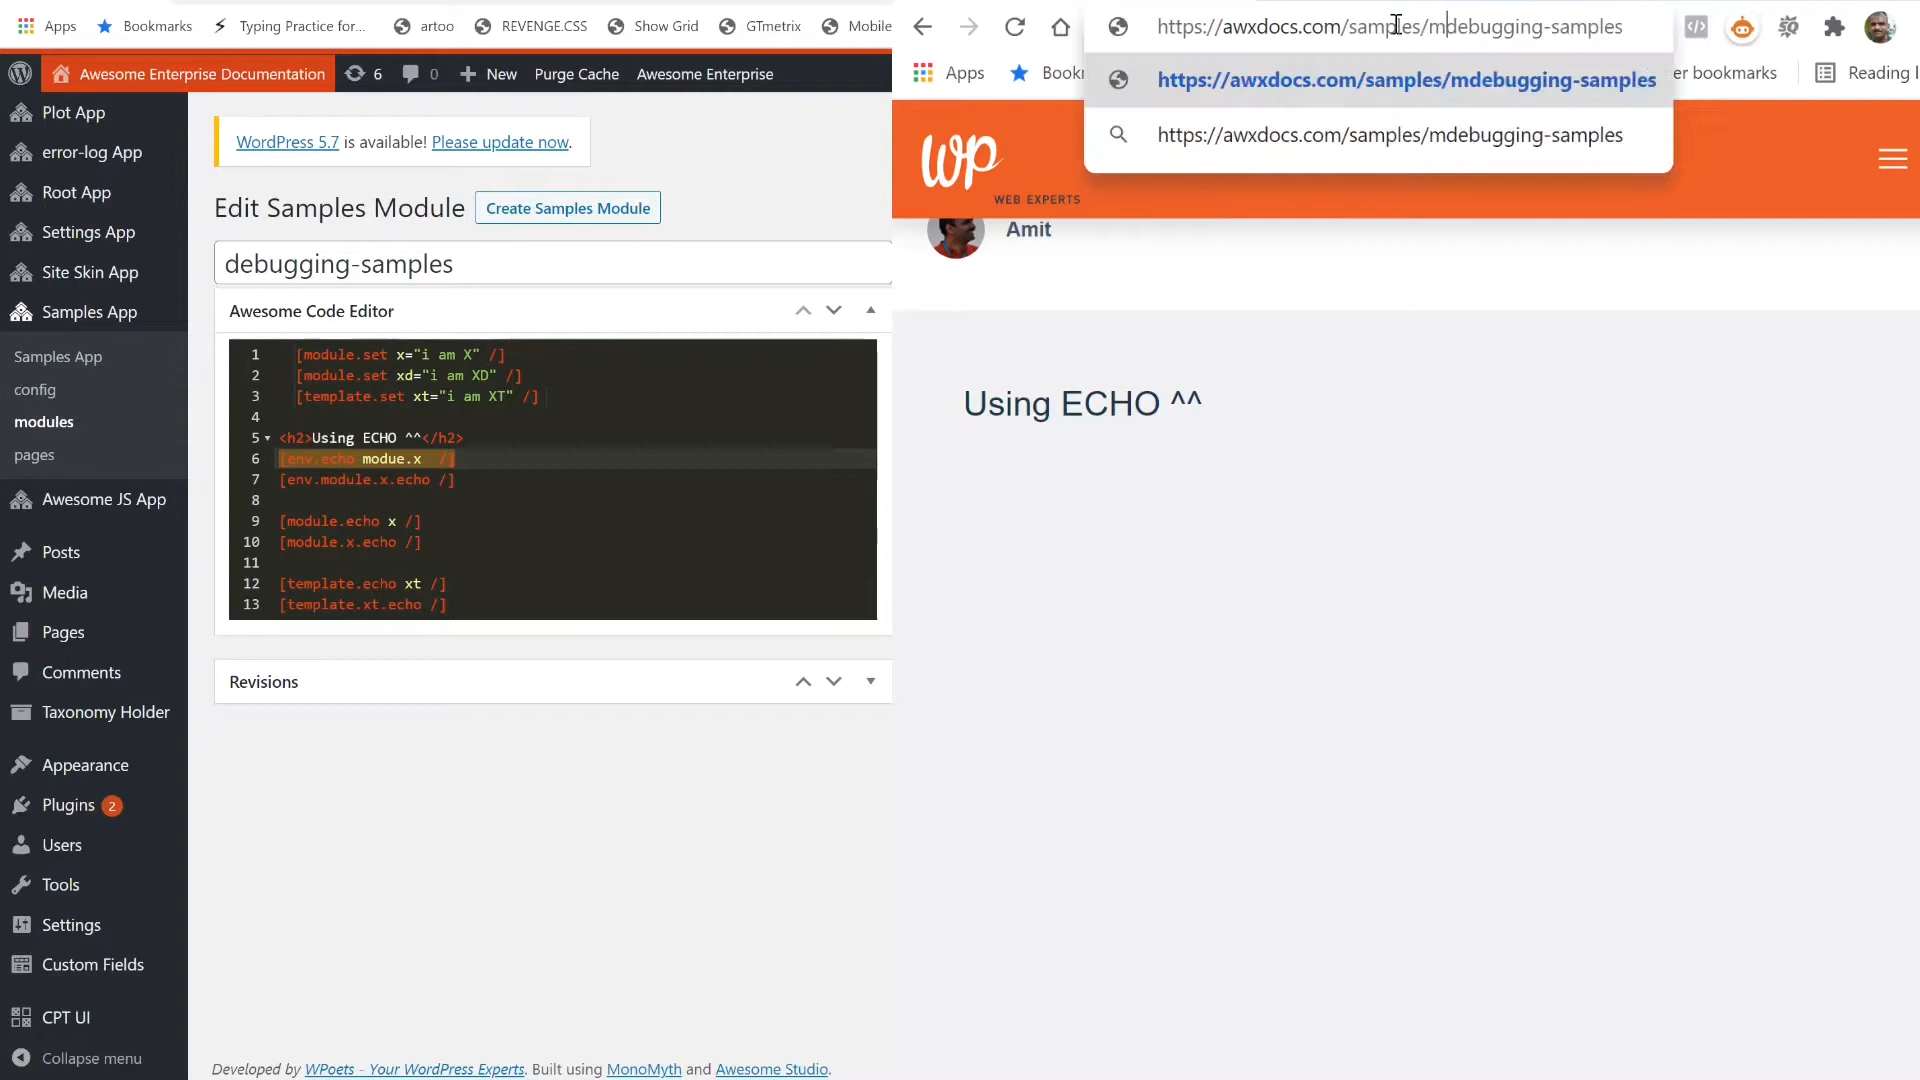 Apps Bookmarks Typing Practice for... artoo REVENGE.CSS Show Grid GTmetrix Mobile
Awesome Enterprise Documentation 6 0 New Purge Cache Awesome Enterprise
Plot App
error-log App
Root App
Settings App
Site Skin App
Samples App
Samples App
config
modules
pages
Awesome JS App
Posts
Media
Pages
Comments
Taxonomy Holder
Appearance
Plugins 2
Users
Tools
Settings
Custom Fields
CPT UI
Collapse menu
WordPress 5.7 is available! Please update now.
Edit Samples Module Create Samples Module
debugging-samples
Awesome Code Editor
1 [module.set x="i am X" /]
2 [module.set xd="i am XD" /]
3 [template.set xt="i am XT" /]
4
5 <h2>Using ECHO ^^</h2>
6 [env.echo modue.x /]
7 [env.module.x.echo /]
8
9 [module.echo x /]
10 [module.x.echo /]
11
12 [template.echo xt /]
13 [template.xt.echo /]
Revisions
Developed by WPoets - Your WordPress Experts. Built using MonoMyth and Awesome Studio.
https://awxdocs.com/samples/mdebugging-samples
Apps Bookr https://awxdocs.com/samples/mdebugging-samples er bookmarks Reading l
https://awxdocs.com/samples/mdebugging-samples
wp
WEB EXPERTS
Amit
Using ECHO ^^